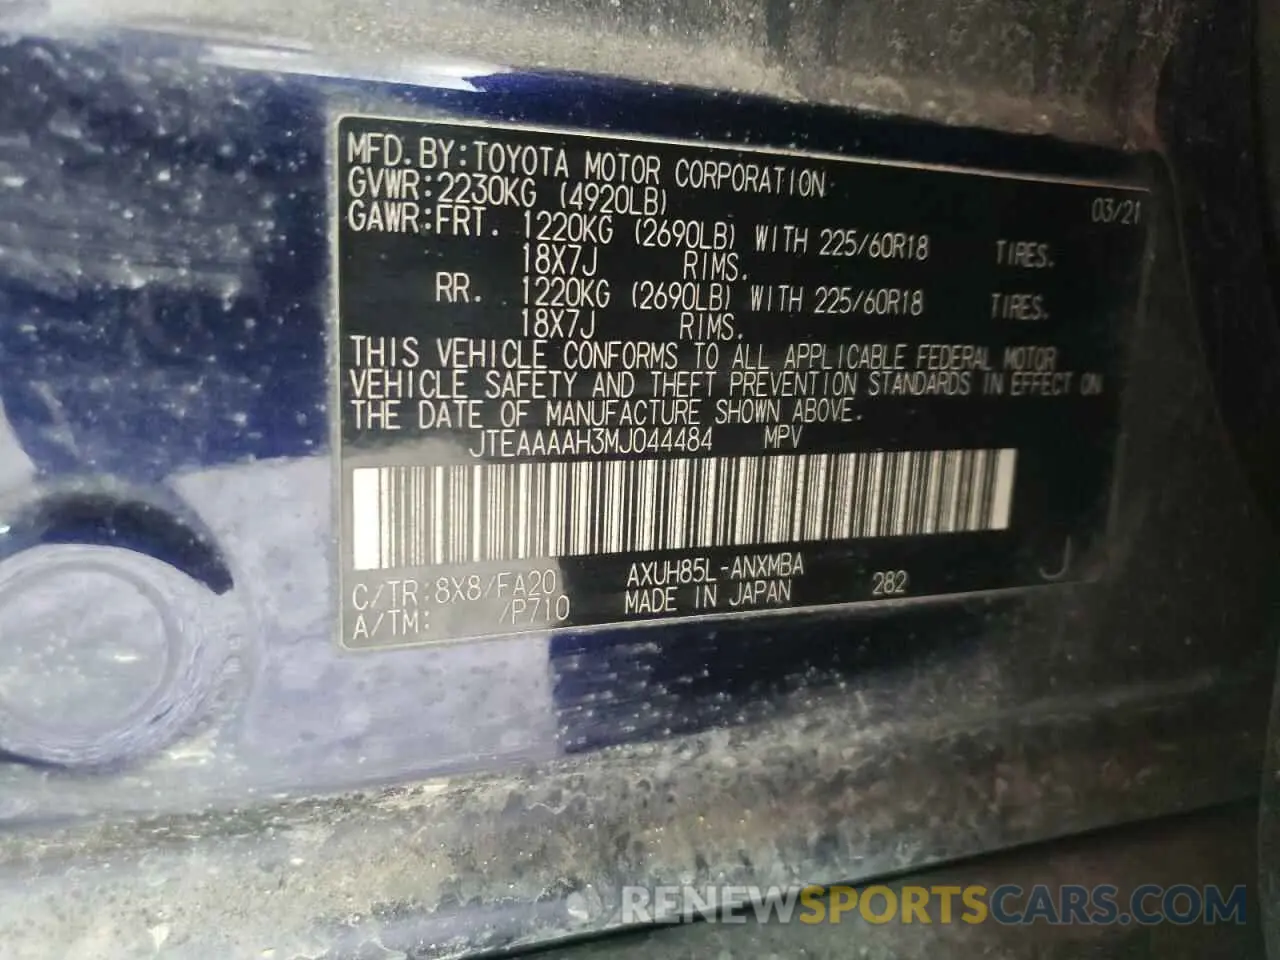 MFD. BY:TOYOTA MOTOR CORPORATION
03/21
GVWR:2230KG (4920LB)
GAWR:FRT. 1220KG (2690LB) WITH 225/60R18 TIRES.
18X7J RIMS.
RR. 1220KG (2690LB) WITH 225/60R18 TIRES.
18X7J RIMS.
THIS VEHICLE CONFORMS TO ALL APPLICABLE FEDERAL MOTOR
VEHICLE SAFETY AND THEFT PREVENTION STANDARDS IN EFFECT ON
THE DATE OF MANUFACTURE SHOWN ABOVE.
JTEAAAAH3MJ044484 MPV
C/TR:8X8/FA20 AXUH85L-ANXMBA
A/TM: /P710 MADE IN JAPAN 282
J
RENEWSPORTSCARS.COM